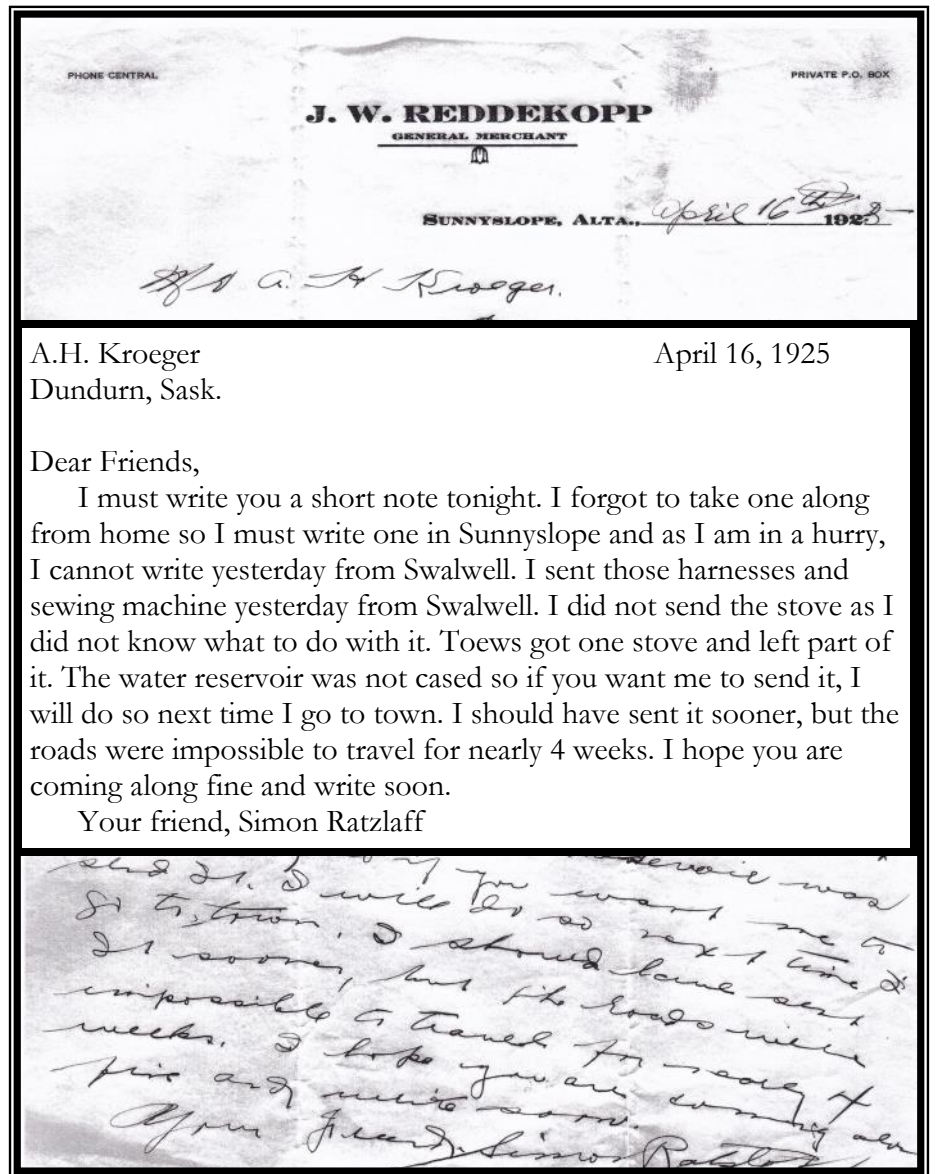 PHONE CENTRAL
PRIVATE P.O. BOX
J. W. REDDEKOPP
GENERAL MERCHANT
SUNNYSLOPE, ALTA., April 16th 1925
A. H Kroeger.
A.H. Kroeger April 16, 1925
Dundurn, Sask.
Dear Friends,
I must write you a short note tonight. I forgot to take one along
from home so I must write one in Sunnyslope and as I am in a hurry,
I cannot write yesterday from Swalwell. I sent those harnesses and
sewing machine yesterday from Swalwell. I did not send the stove as I
did not know what to do with it. Toews got one stove and left part of
it. The water reservoir was not cased so if you want me to send it, I
will do so next time I go to town. I should have sent it sooner, but the
roads were impossible to travel for nearly 4 weeks. I hope you are
coming along fine and write soon.
Your friend, Simon Ratzlaff
was
if you want me to
send It. I will do so next time I
go to town. I should have sent
It sooner, but the roads were
impossible to travel for nearly 4
weeks. I hope you are coming along
fine and write soon.
Your friend, Simon Ratzlaff